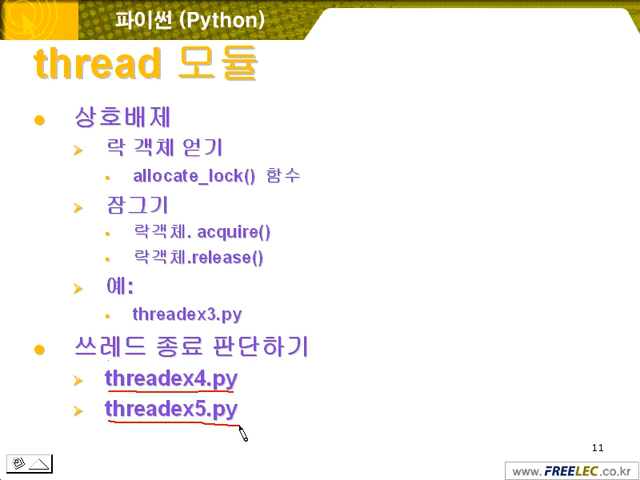 파이썬 (Python)
thread 모듈
상호배제
락 객체 얻기
allocate_lock() 함수
잠그기
락객체. acquire()
락객체.release()
예:
threadex3.py
쓰레드 종료 판단하기
threadex4.py
threadex5.py
11
www.FREELEC.co.kr